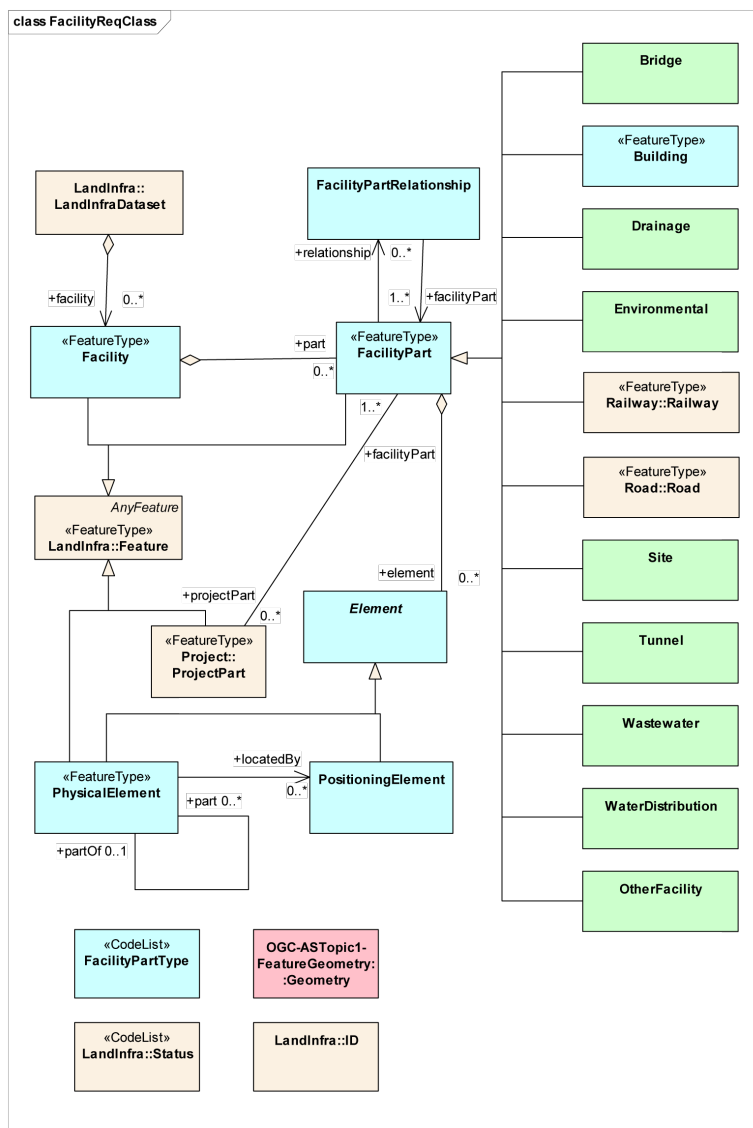 class FacilityReqClass
Bridge
«FeatureType»
Building
LandInfra::
LandInfraDataset
FacilityPartRelationship
Drainage
+relationship
0..*
+facility
0..*
1..*
+facilityPart
Environmental
«FeatureType»
Facility
+part
0..*
«FeatureType»
FacilityPart
1..*
«FeatureType»
Railway::Railway
+facilityPart
«FeatureType»
Road::Road
AnyFeature
«FeatureType»
LandInfra::Feature
Site
+element
0..*
+projectPart
0..*
Element
«FeatureType»
Project::
ProjectPart
Tunnel
Wastewater
«FeatureType»
PhysicalElement
+locatedBy
0..*
PositioningElement
+part 0..*
WaterDistribution
+partOf 0..1
OtherFacility
«CodeList»
FacilityPartType
OGC-ASTopic1-
FeatureGeometry:
:Geometry
«CodeList»
LandInfra::Status
LandInfra::ID